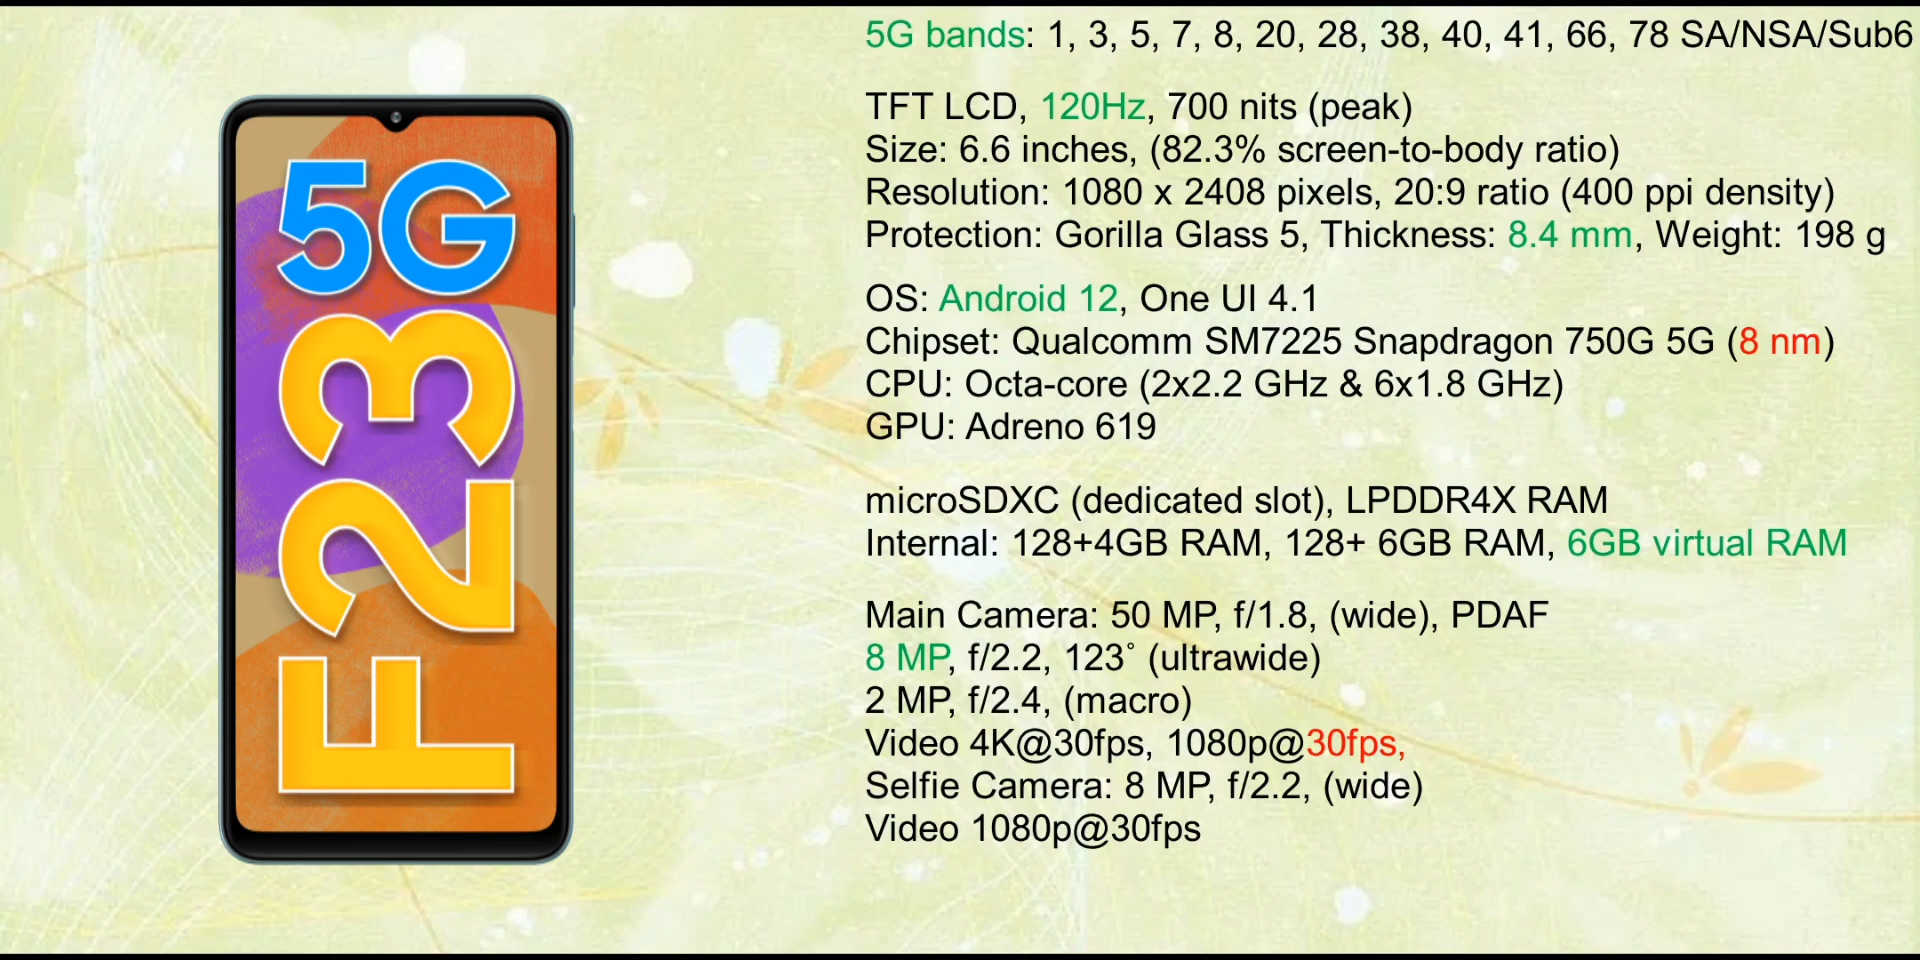 5G
F23
5G bands: 1, 3, 5, 7, 8, 20, 28, 38, 40, 41, 66, 78 SA/NSA/Sub6
TFT LCD, 120Hz, 700 nits (peak)
Size: 6.6 inches, (82.3% screen-to-body ratio)
Resolution: 1080 x 2408 pixels, 20:9 ratio (400 ppi density)
Protection: Gorilla Glass 5, Thickness: 8.4 mm, Weight: 198 g
OS: Android 12, One UI 4.1
Chipset: Qualcomm SM7225 Snapdragon 750G 5G (8 nm)
CPU: Octa-core (2x2.2 GHz & 6x1.8 GHz)
GPU: Adreno 619
microSDXC (dedicated slot), LPDDR4X RAM
Internal: 128+4GB RAM, 128+ 6GB RAM, 6GB virtual RAM
Main Camera: 50 MP, f/1.8, (wide), PDAF
8 MP, f/2.2, 123˚ (ultrawide)
2 MP, f/2.4, (macro)
Video 4K@30fps, 1080p@30fps,
Selfie Camera: 8 MP, f/2.2, (wide)
Video 1080p@30fps